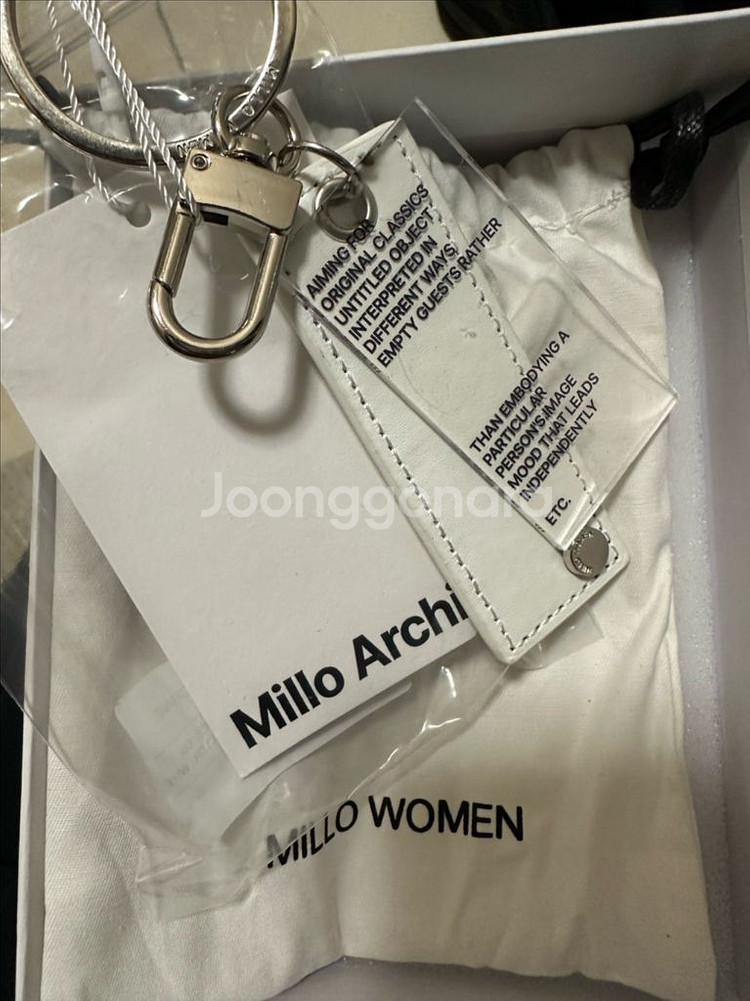 MILLO
AIMING FOR
ORIGINAL CLASSICS
UNTITLED OBJECT
INTERPRETED IN
DIFFERENT WAYS,
EMPTY GUESTS RATHER
THAN EMBODYING A
PARTICULAR
PERSON'S IMAGE
MOOD THAT LEADS
INDEPENDENTLY
ETC.
Joonggonara
Millo Archi
MILLO WOMEN